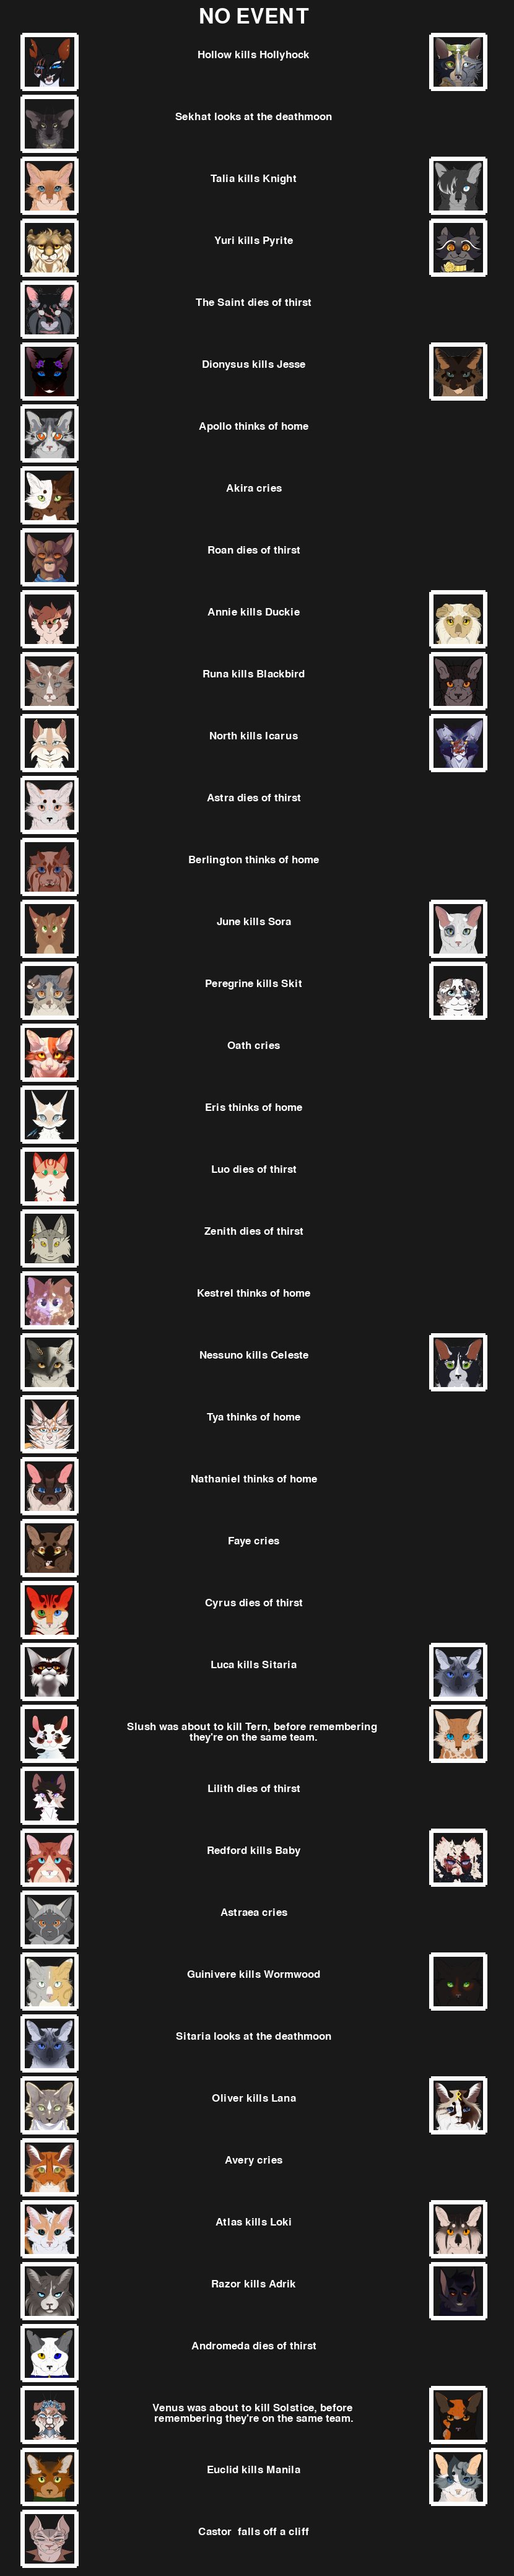 NO EVENT
Hollow kills Hollyhock
Sekhat looks at the deathmoon
Talia kills Knight
Yuri kills Pyrite
The Saint dies of thirst
Dionysus kills Jesse
Apollo thinks of home
Akira cries
Roan dies of thirst
Annie kills Duckie
Runa kills Blackbird
North kills Icarus
Astra dies of thirst
Berlington thinks of home
June kills Sora
Peregrine kills Skit
Oath cries
Eris thinks of home
Luo dies of thirst
Zenith dies of thirst
Kestrel thinks of home
Nessuno kills Celeste
Tya thinks of home
Nathaniel thinks of home
Faye cries
Cyrus dies of thirst
Luca kills Sitaria
Slush was about to kill Tern, before remembering
they're on the same team.
Lilith dies of thirst
Redford kills Baby
Astraea cries
Guinivere kills Wormwood
Sitaria looks at the deathmoon
Oliver kills Lana
Avery cries
Atlas kills Loki
Razor kills Adrik
Andromeda dies of thirst
Venus was about to kill Solstice, before
remembering they're on the same team.
Euclid kills Manila
Castor  falls off a cliff